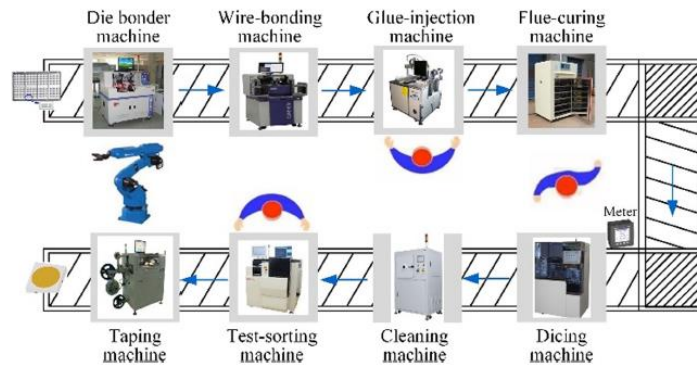 Die bonder
machine
Wire-bonding
machine
Glue-injection
machine
Flue-curing
machine
Meter
Taping
machine
Test-sorting
machine
Cleaning
machine
Dicing
machine